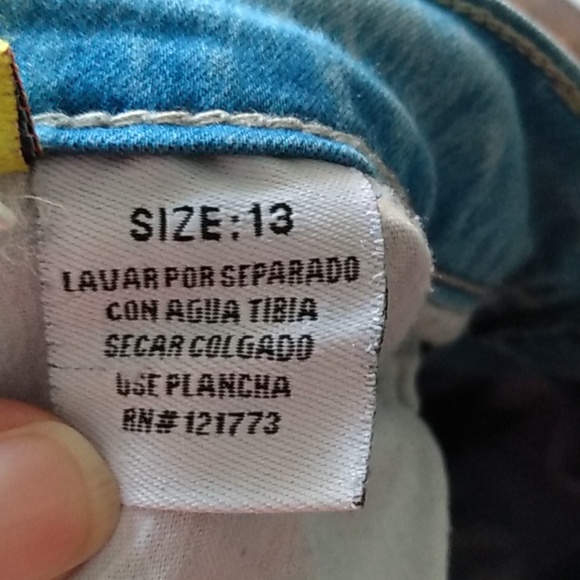 SIZE:13
LAVAR POR SEPARADO
CON AGUA TIBIA
SECAR COLGADO
USE PLANCHA
RN# 121773